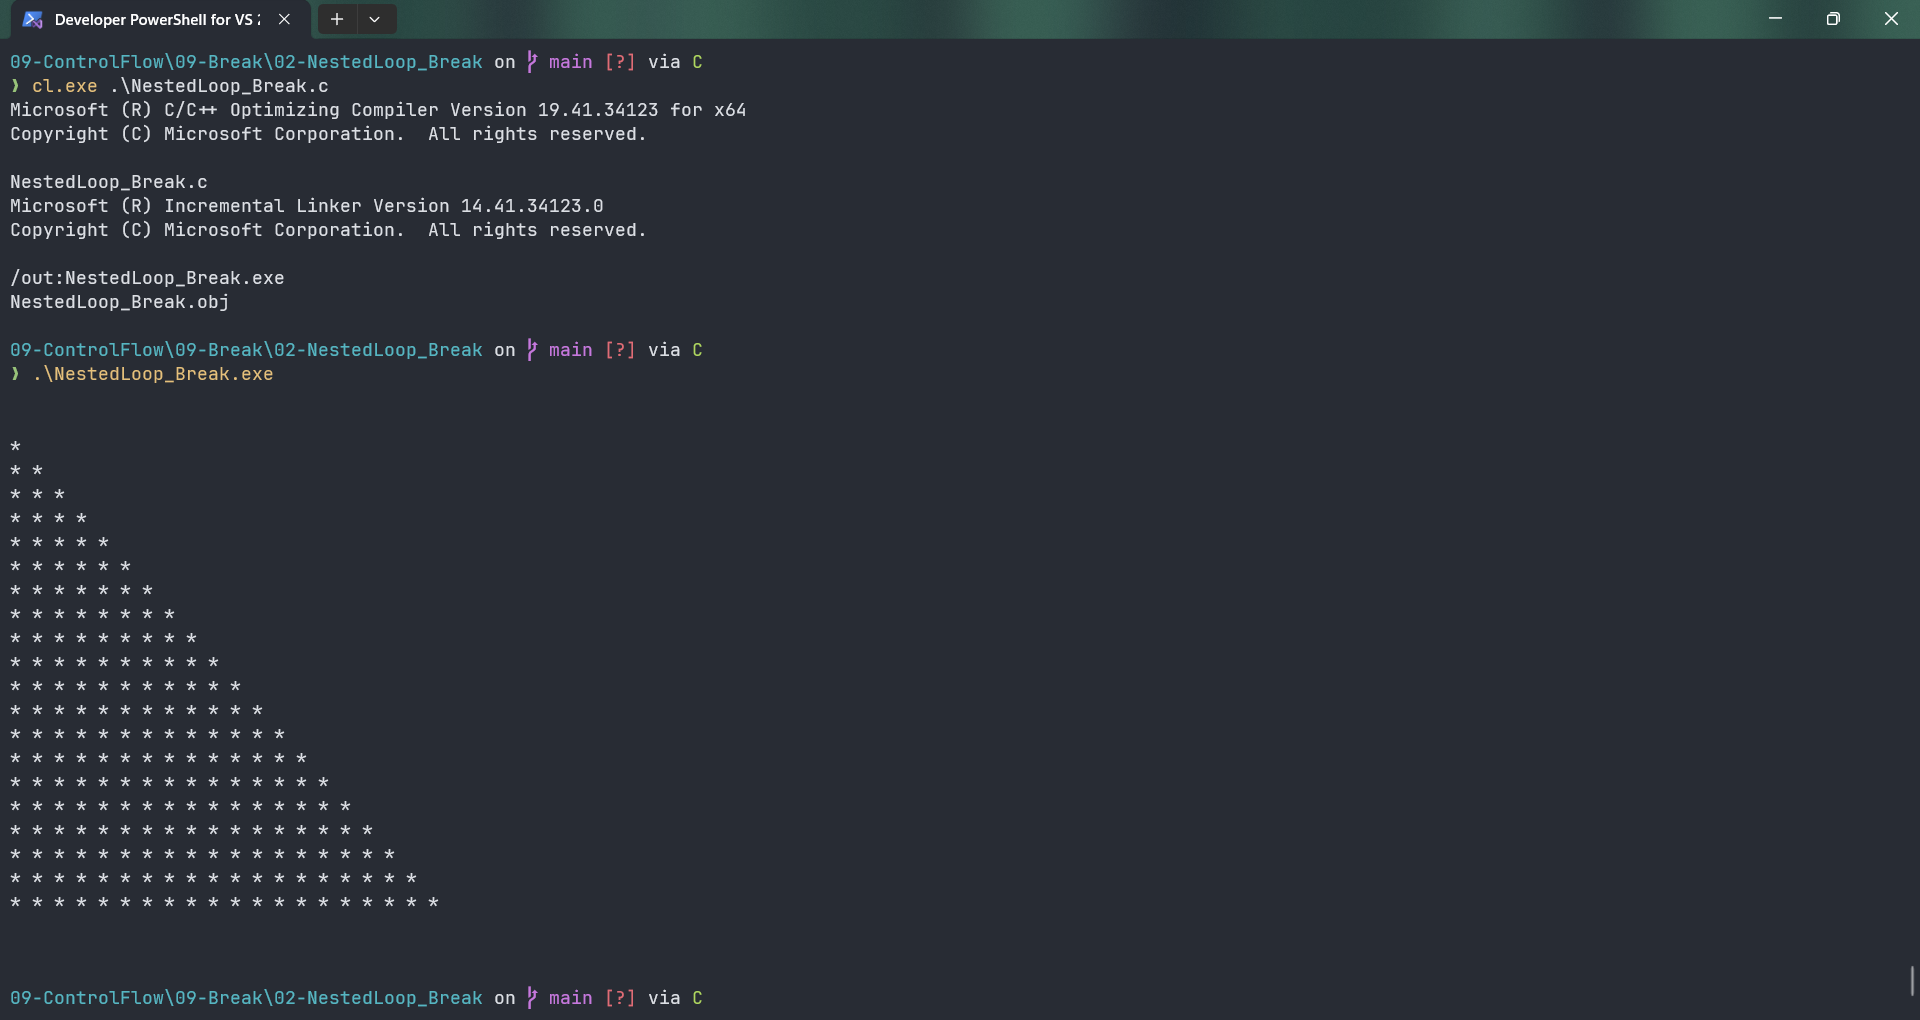 Developer PowerShell for VS 2
09-ControlFlow\09-Break\02-NestedLoop_Break on main [?] via C
❯ cl.exe .\NestedLoop_Break.c
Microsoft (R) C/C++ Optimizing Compiler Version 19.41.34123 for x64
Copyright (C) Microsoft Corporation.  All rights reserved.
NestedLoop_Break.c
Microsoft (R) Incremental Linker Version 14.41.34123.0
Copyright (C) Microsoft Corporation.  All rights reserved.
/out:NestedLoop_Break.exe
NestedLoop_Break.obj
09-ControlFlow\09-Break\02-NestedLoop_Break on main [?] via C
❯ .\NestedLoop_Break.exe
*
* *
* * *
* * * *
* * * * *
* * * * * *
* * * * * * *
* * * * * * * *
* * * * * * * * *
* * * * * * * * * *
* * * * * * * * * * *
* * * * * * * * * * * *
* * * * * * * * * * * * *
* * * * * * * * * * * * * *
* * * * * * * * * * * * * * *
* * * * * * * * * * * * * * * *
* * * * * * * * * * * * * * * * *
* * * * * * * * * * * * * * * * * *
* * * * * * * * * * * * * * * * * * *
* * * * * * * * * * * * * * * * * * * *
09-ControlFlow\09-Break\02-NestedLoop_Break on main [?] via C